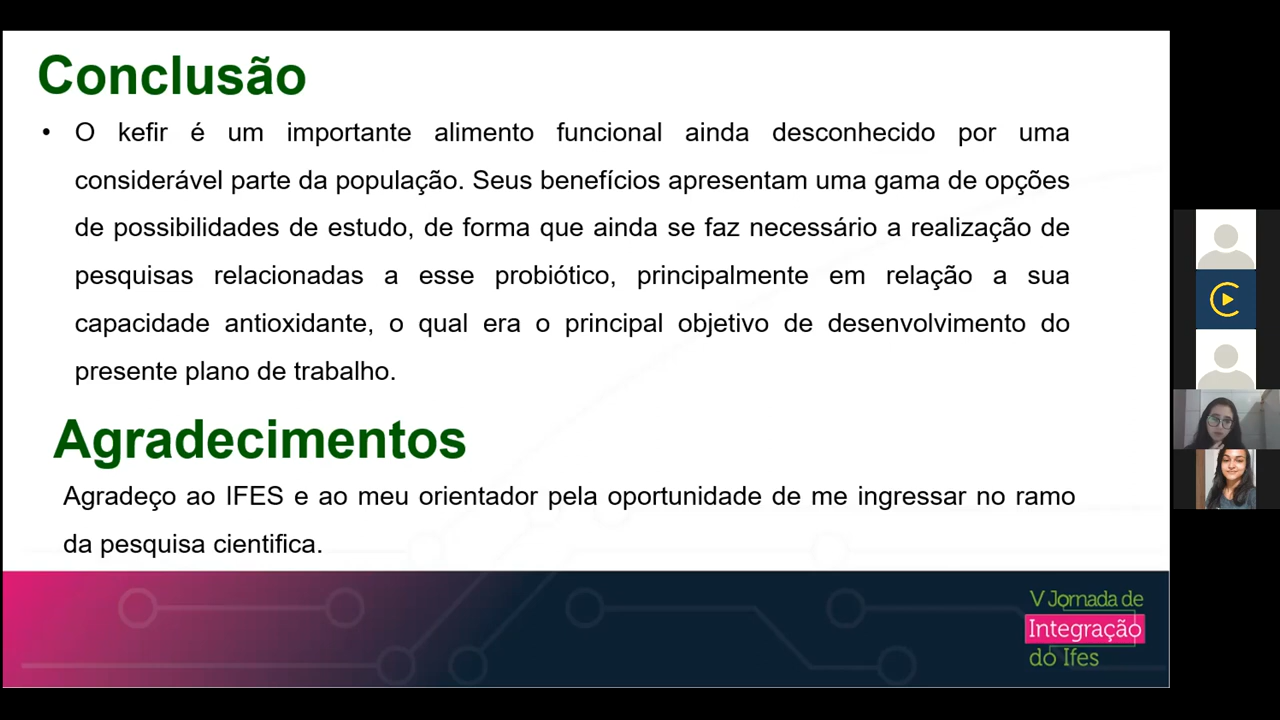 Conclusão
• O kefir é um importante alimento funcional ainda desconhecido por uma
considerável parte da população. Seus benefícios apresentam uma gama de opções
de possibilidades de estudo, de forma que ainda se faz necessário a realização de
pesquisas relacionadas a esse probiótico, principalmente em relação a sua
capacidade antioxidante, o qual era o principal objetivo de desenvolvimento do
presente plano de trabalho.
Agradecimentos
Agradeço ao IFES e ao meu orientador pela oportunidade de me ingressar no ramo
da pesquisa cientifica.
V Jornada de
Integração
do Ifes